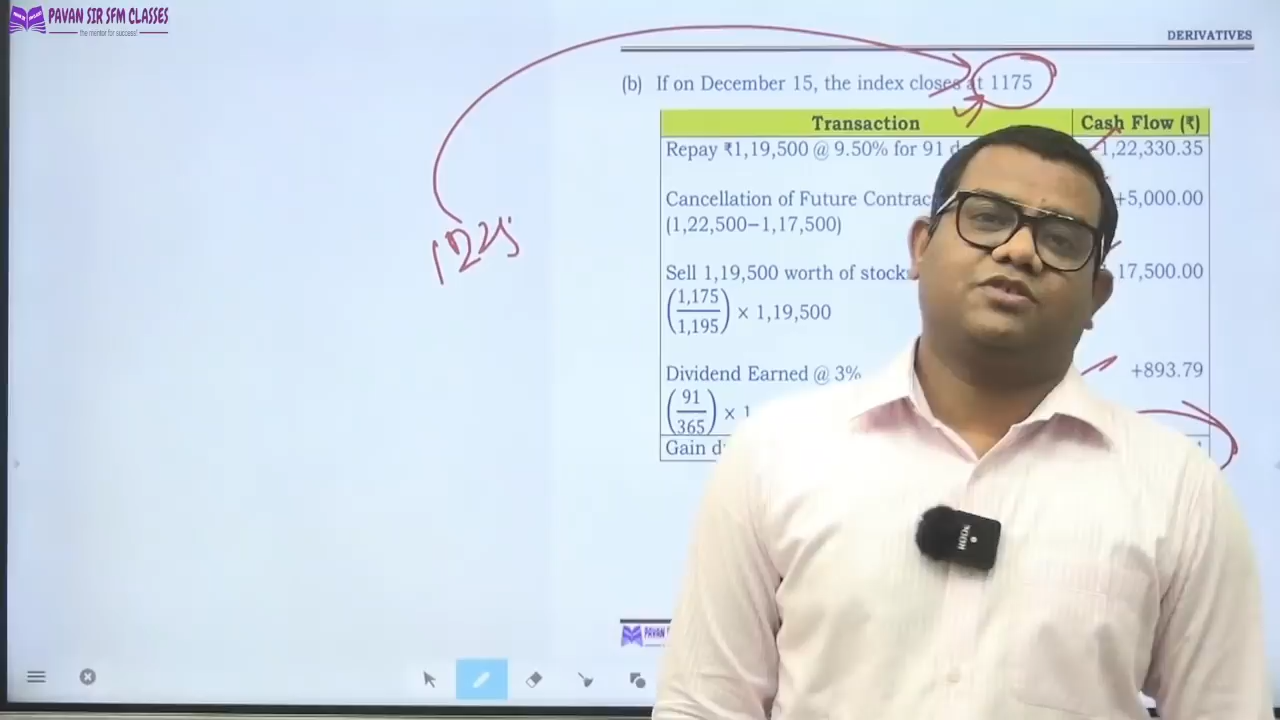 PAVAN SIR SFM CLASSES
the mentor for success!
DERIVATIVES
(b) If on December 15, the index closes at 1175
Transaction Cash Flow (₹)
Repay ₹1,19,500 @ 9.50% for 91 1,22,330.35
Cancellation of Future +5,000.00
(1,22,500–1,17,500)
Sell 1,19,500 worth of stocks 17,500.00
(1,175/1,195) × 1,19,500
Dividend Earned @ 3% +893.79
(91/365) ×
Gain
1225
PAVAN
RODE